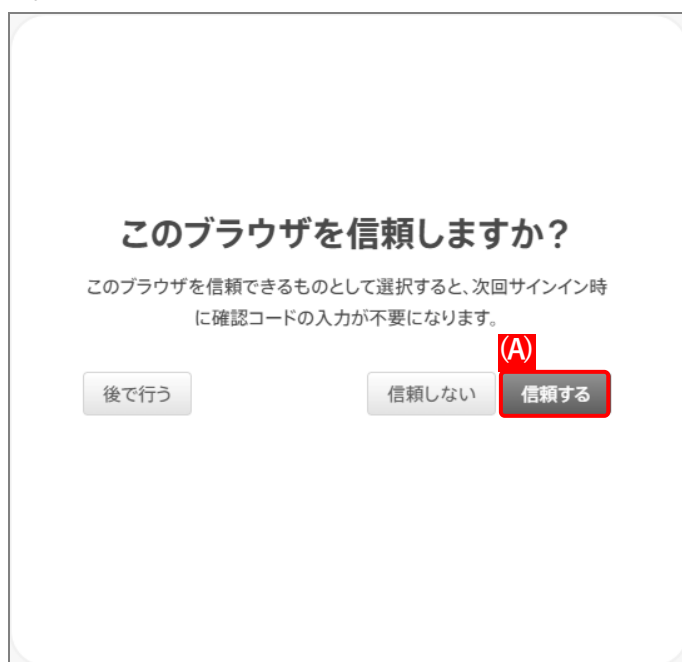 このブラウザを信頼しますか？
このブラウザを信頼できるものとして選択すると、次回サインイン時
に確認コードの入力が不要になります。
(A)
後で行う
信頼しない
信頼する